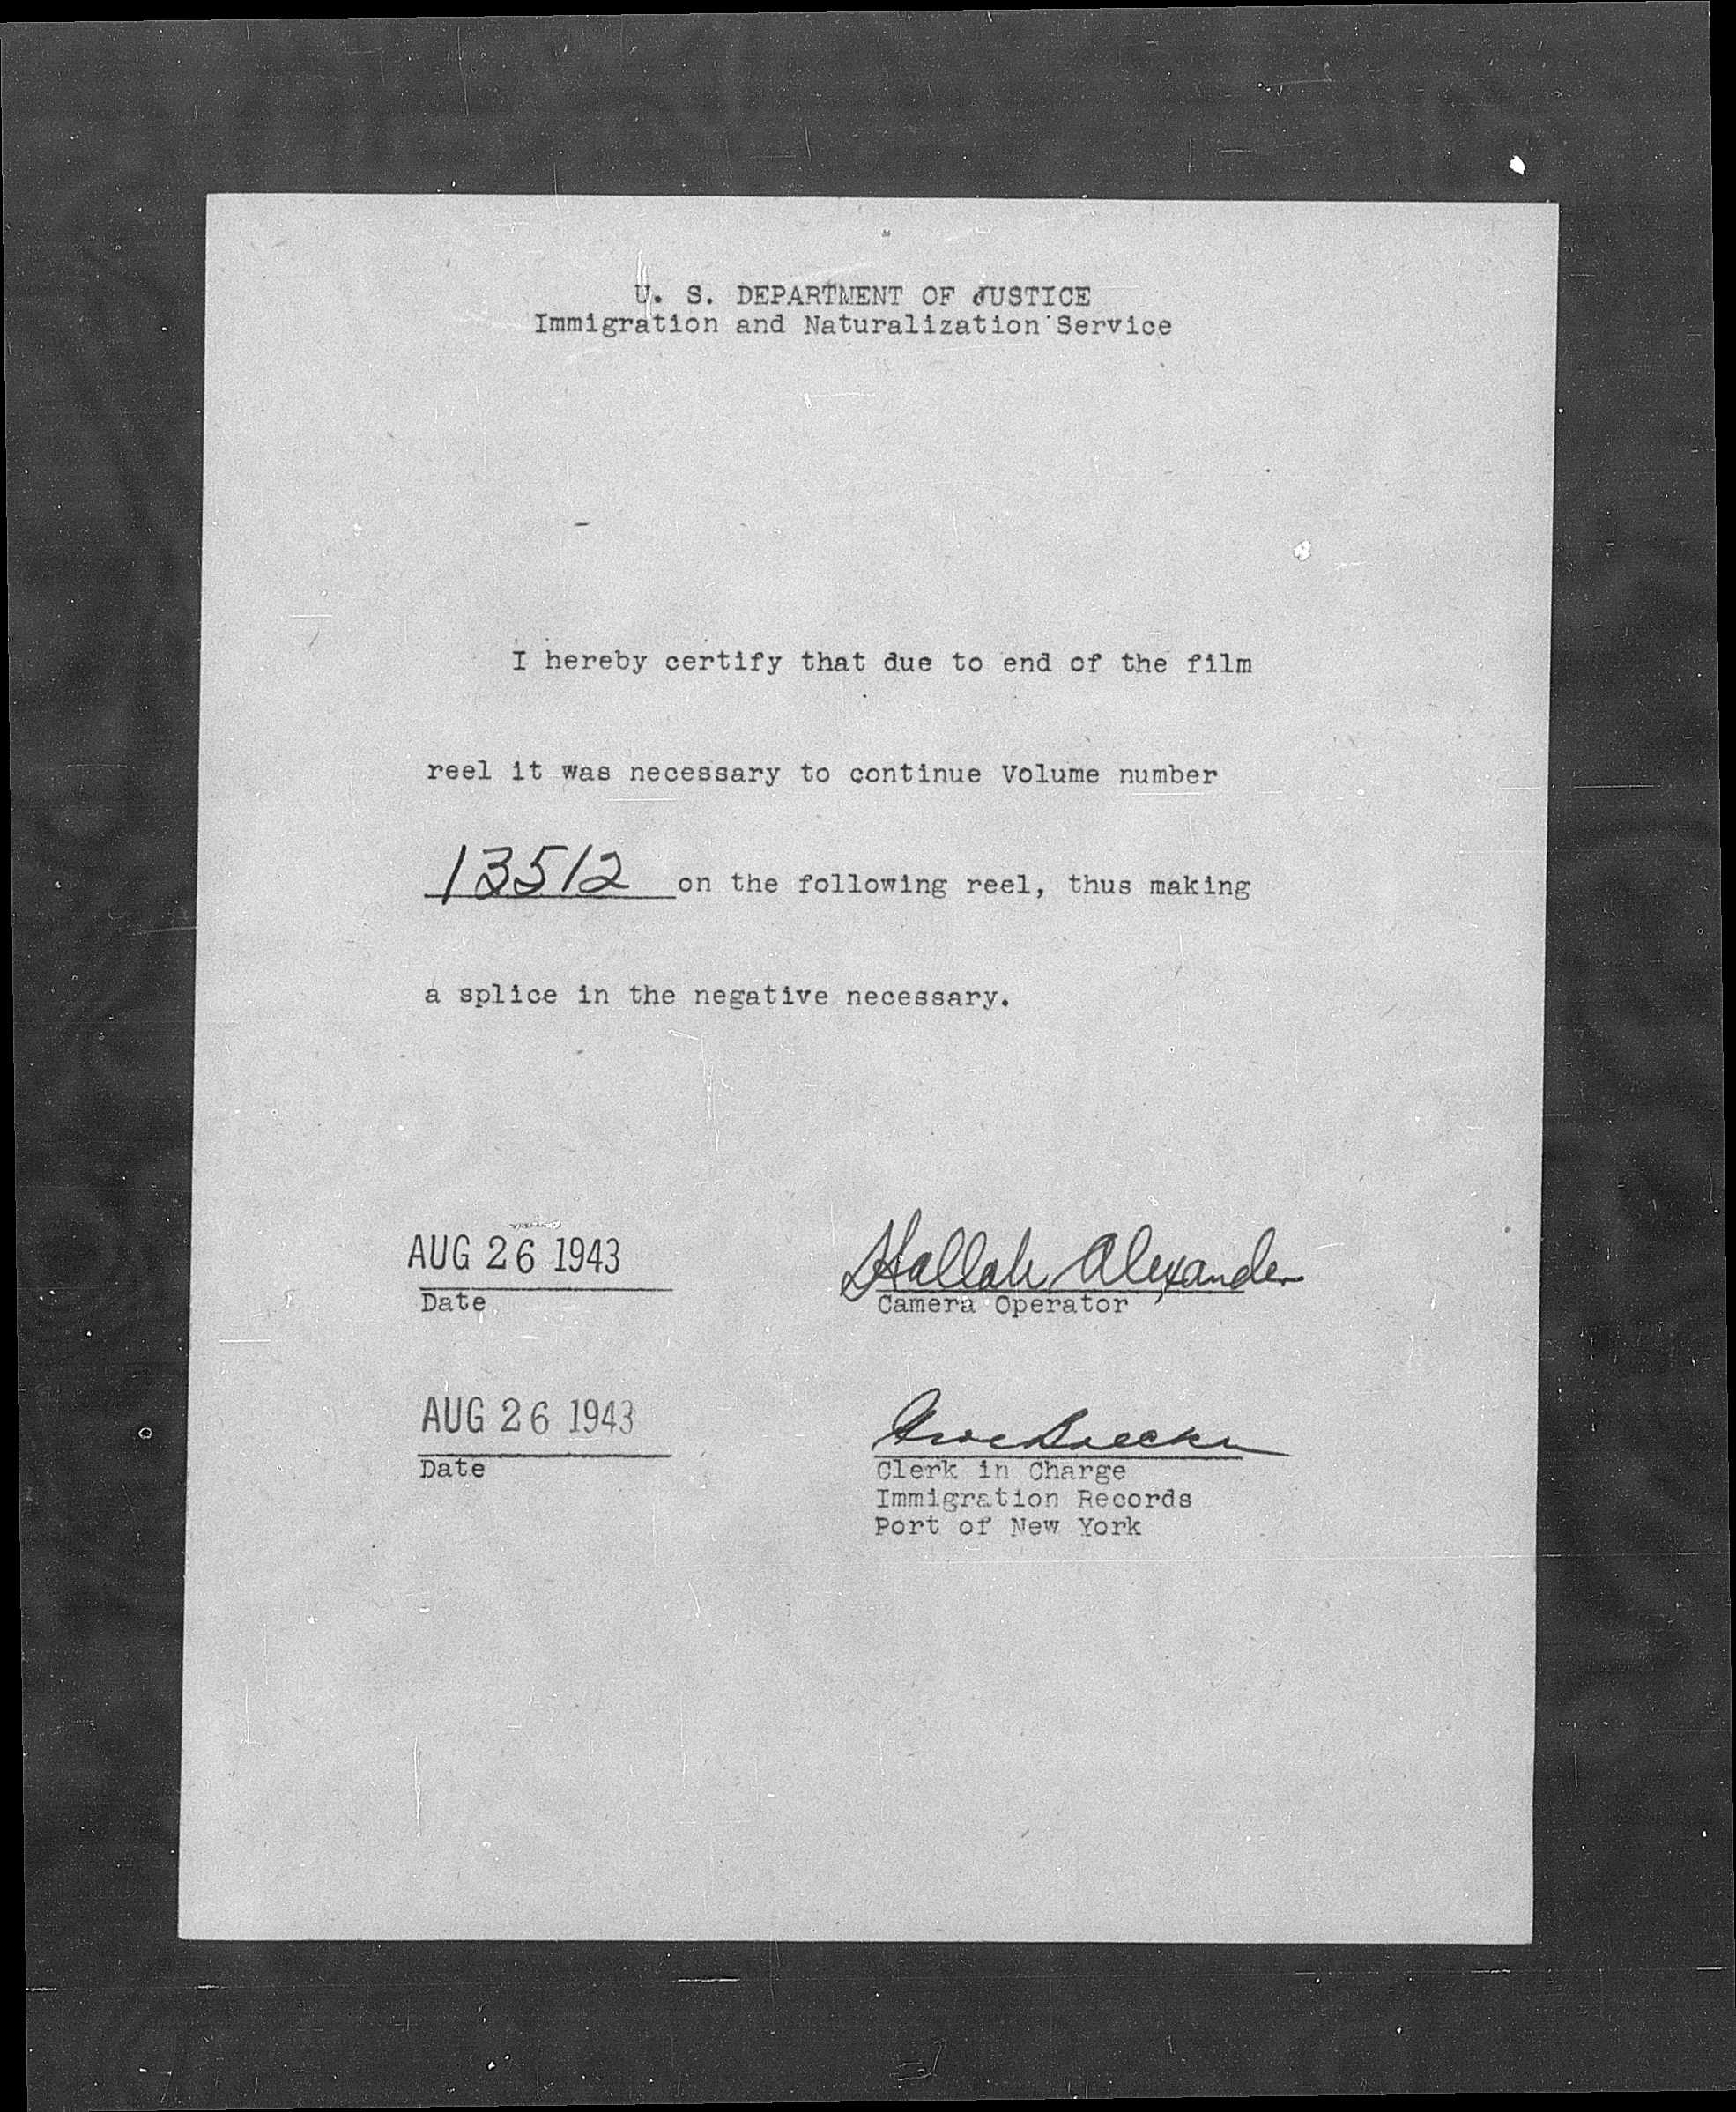 U. S. DEPARTMENT OF JUSTICE
Immigration and Naturalization Service
I hereby certify that due to end of the film
reel it was necessary to continue Volume number
13512 on the following reel, thus making
a splice in the negative necessary.
AUG 26 1943
Date
Hallah Alexander
Camera Operator
AUG 26 1943
Date
Clerk in Charge
Immigration Records
Port of New York